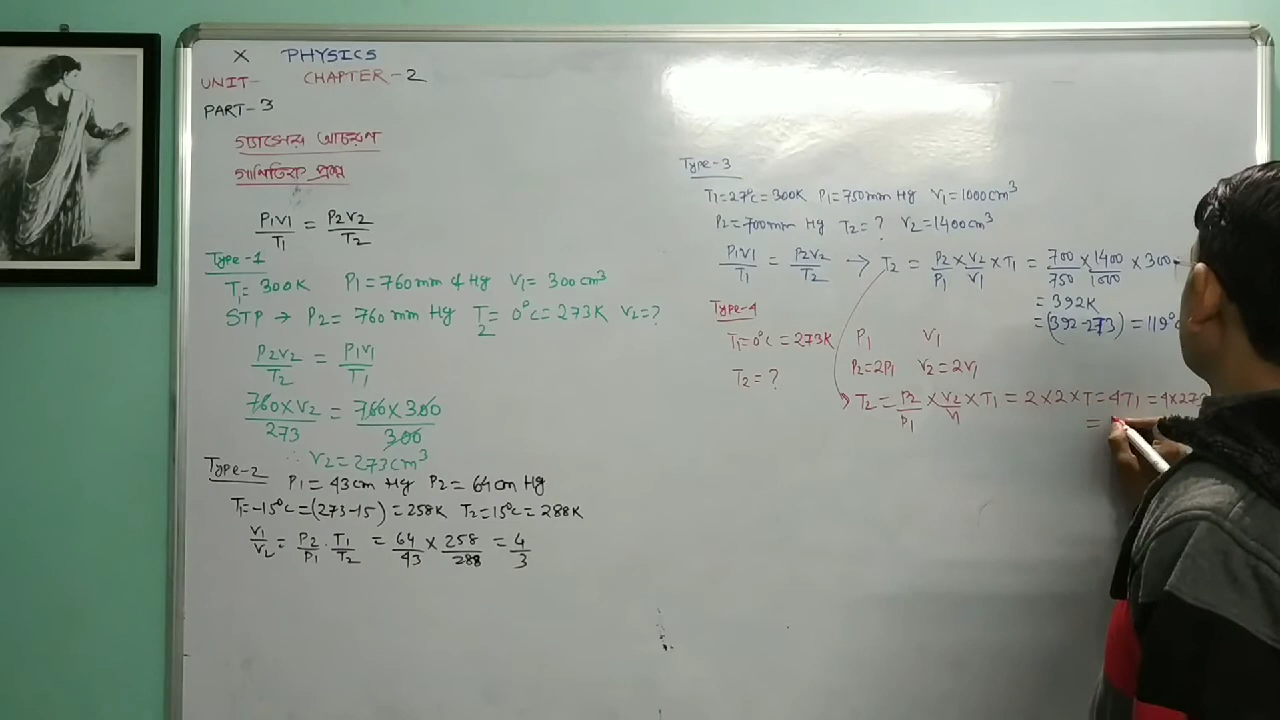 X PHYSICS
UNIT- CHAPTER-2
PART-3
গ্যাসের আচরণ
গাণিতিক প্রশ্ন
P1V1/T1 = P2V2/T2
Type-1
T1=300K P1=760mm of Hg V1=300cm³
STP → P2=760mm Hg T2=0°C=273K V2=?
P2V2/T2 = P1V1/T1
760×V2/273 = 760×300/300
∴ V2=273cm³
Type-2 P1=43cm Hg P2=64cm Hg
T1=-15°C=(273-15)=258K T2=15°C=288K
V1/V2 = P2/P1 . T1/T2 = 64/43 × 258/288 = 4/3
Type-3
T1=27°C=300K P1=750mm Hg V1=1000cm³
P2=700mm Hg T2=? V2=1400cm³
P1V1/T1 = P2V2/T2 → T2 = P2/P1 × V2/V1 × T1 = 700/750 × 1400/1000 × 300
=392K
=(392-273)=119°C
Type-4
T1=0°C=273K P1 V1
P2=2P1 V2=2V1
T2=?
T2 = P2/P1 × V2/V1 × T1 = 2×2×T=4T1=4×273
=